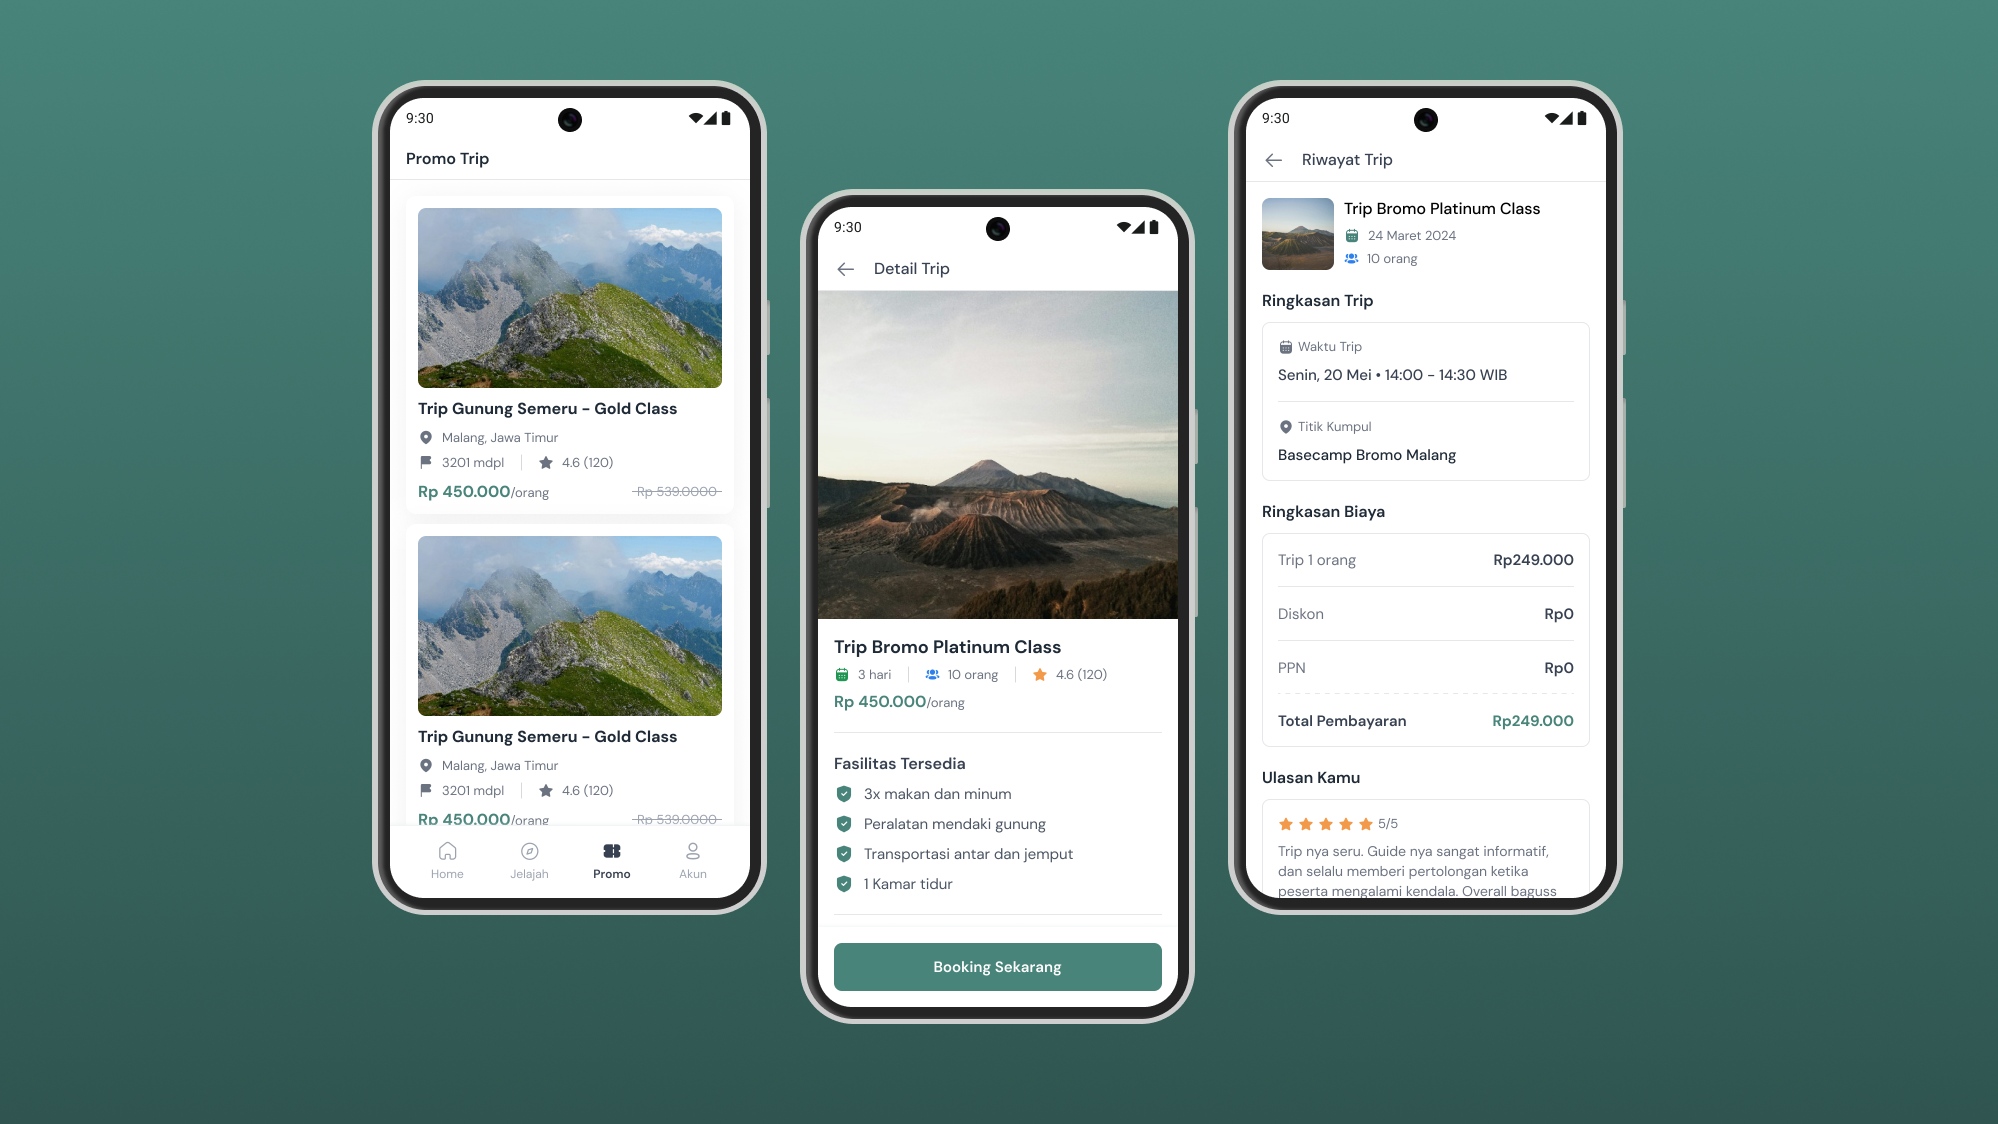 9:30
Promo Trip
Trip Gunung Semeru - Gold Class
Malang, Jawa Timur
3201 mdpl
4.6 (120)
Rp 450.000/orang
Rp 539.0000
Trip Gunung Semeru - Gold Class
Malang, Jawa Timur
3201 mdpl
4.6 (120)
Rp 450.000/orang
Rp 539.0000
Home
Jelajah
Promo
Akun
9:30
Detail Trip
Trip Bromo Platinum Class
3 hari
10 orang
4.6 (120)
Rp 450.000/orang
Fasilitas Tersedia
3x makan dan minum
Peralatan mendaki gunung
Transportasi antar dan jemput
1 Kamar tidur
Booking Sekarang
9:30
Riwayat Trip
Trip Bromo Platinum Class
24 Maret 2024
10 orang
Ringkasan Trip
Waktu Trip
Senin, 20 Mei • 14:00 - 14:30 WIB
Titik Kumpul
Basecamp Bromo Malang
Ringkasan Biaya
Trip 1 orang
Rp249.000
Diskon
Rp0
PPN
Rp0
Total Pembayaran
Rp249.000
Ulasan Kamu
5/5
Trip nya seru. Guide nya sangat informatif,
dan selalu memberi pertolongan ketika
peserta mengalami kendala. Overall baguss